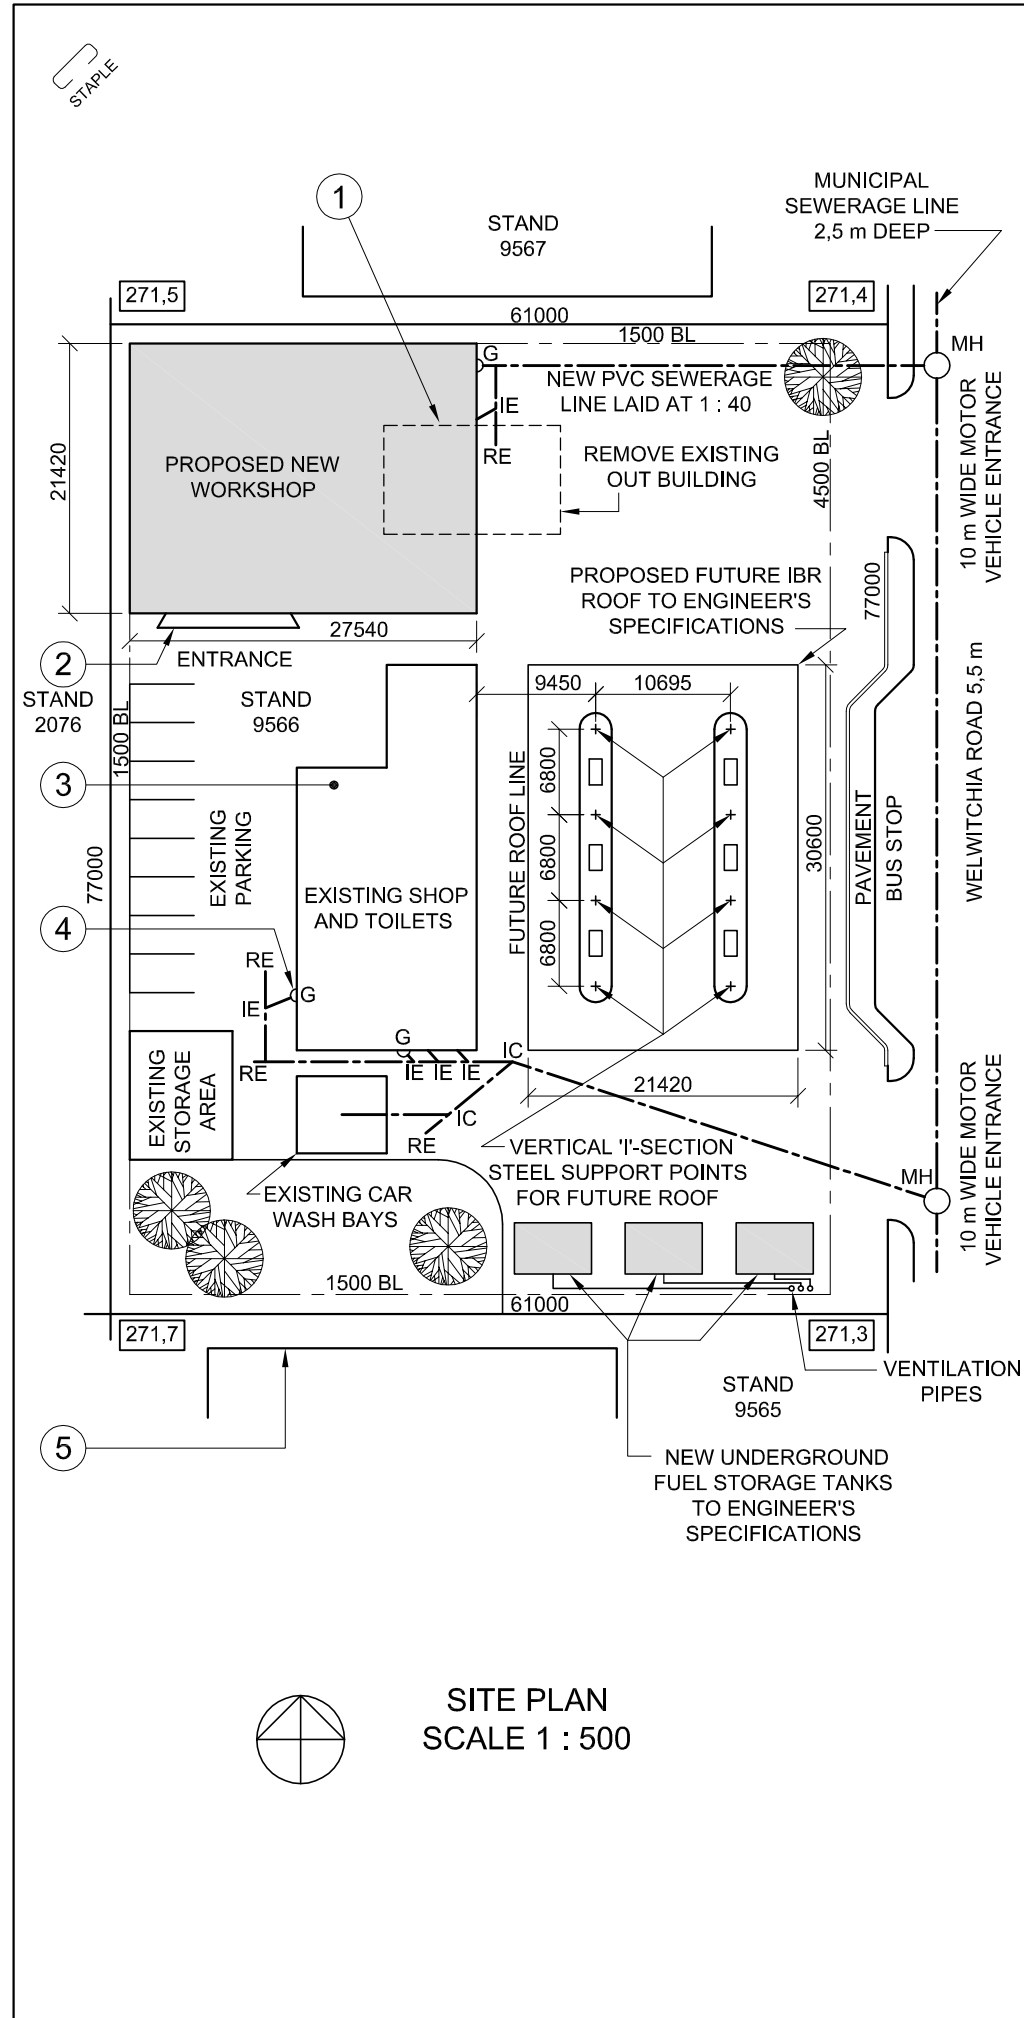 STAPLE
1
STAND
9567
MUNICIPAL
SEWERAGE LINE
2,5 m DEEP
271,5
271,4
61000
1500 BL
G
MH
NEW PVC SEWERAGE
LINE LAID AT 1 : 40
IE
RE
21420
PROPOSED NEW
WORKSHOP
REMOVE EXISTING
OUT BUILDING
4500 BL
10 m WIDE MOTOR
VEHICLE ENTRANCE
PROPOSED FUTURE IBR
ROOF TO ENGINEER'S
SPECIFICATIONS
77000
27540
2
ENTRANCE
STAND
2076
1500 BL
STAND
9566
9450
10695
3
FUTURE ROOF LINE
6800
6800
6800
30600
PAVEMENT
BUS STOP
WELWITCHIA ROAD 5,5 m
77000
EXISTING
PARKING
EXISTING SHOP
AND TOILETS
4
RE
IE
G
RE
G
IE
IE
IE
IC
EXISTING
STORAGE
AREA
21420
IC
RE
10 m WIDE MOTOR
VEHICLE ENTRANCE
VERTICAL 'I'-SECTION
STEEL SUPPORT POINTS
FOR FUTURE ROOF
MH
EXISTING CAR
WASH BAYS
1500 BL
61000
271,7
271,3
VENTILATION
PIPES
STAND
9565
5
NEW UNDERGROUND
FUEL STORAGE TANKS
TO ENGINEER'S
SPECIFICATIONS
SITE PLAN
SCALE 1 : 500